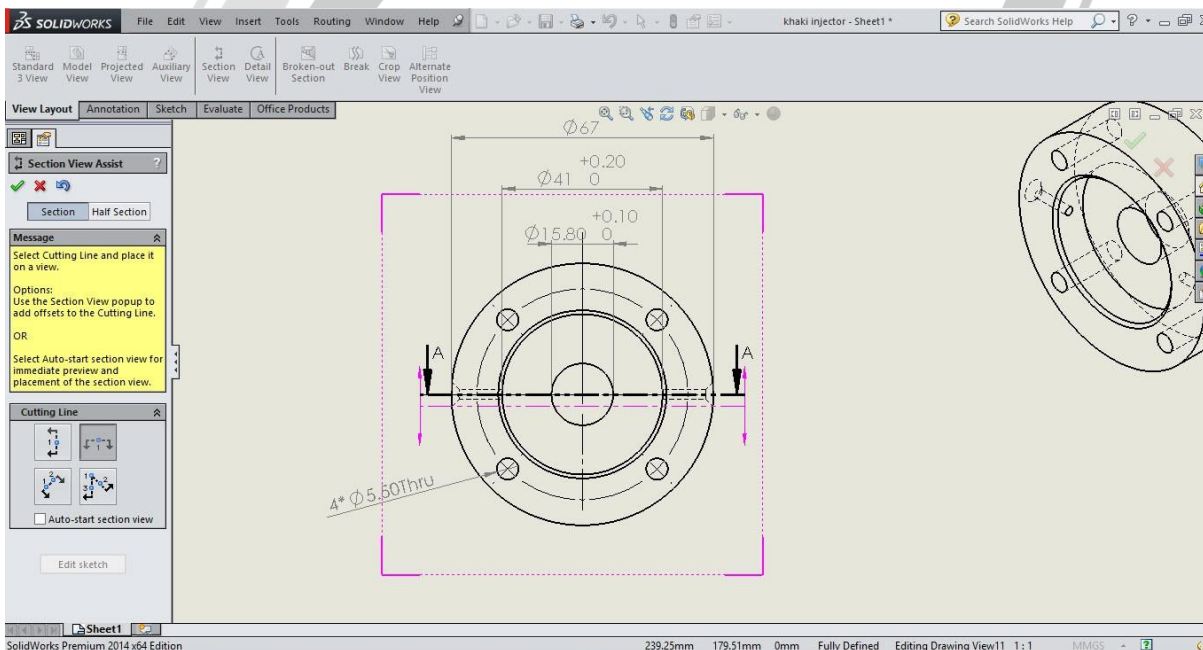 SOLIDWORKS File Edit View Insert Tools Routing Window Help khaki injector - Sheet1 * Search SolidWorks Help
Standard 3 View
Model View
Projected View
Auxiliary View
Section View
Detail View
Broken-out Section
Break
Crop View
Alternate Position View
View Layout Annotation Sketch Evaluate Office Products
Section View Assist ?
Section Half Section
Message
Select Cutting Line and place it
on a view.
Options:
Use the Section View popup to
add offsets to the Cutting Line.
OR
Select Auto-start section view for
immediate preview and
placement of the section view.
Cutting Line
Auto-start section view
Edit sketch
Ø67
+0.20
Ø41 0
+0.10
Ø15.80 0
A A
4* Ø5.60Thru
Sheet1
SolidWorks Premium 2014 x64 Edition 239.25mm 179.51mm 0mm Fully Defined Editing Drawing View11 1 : 1 MMGS